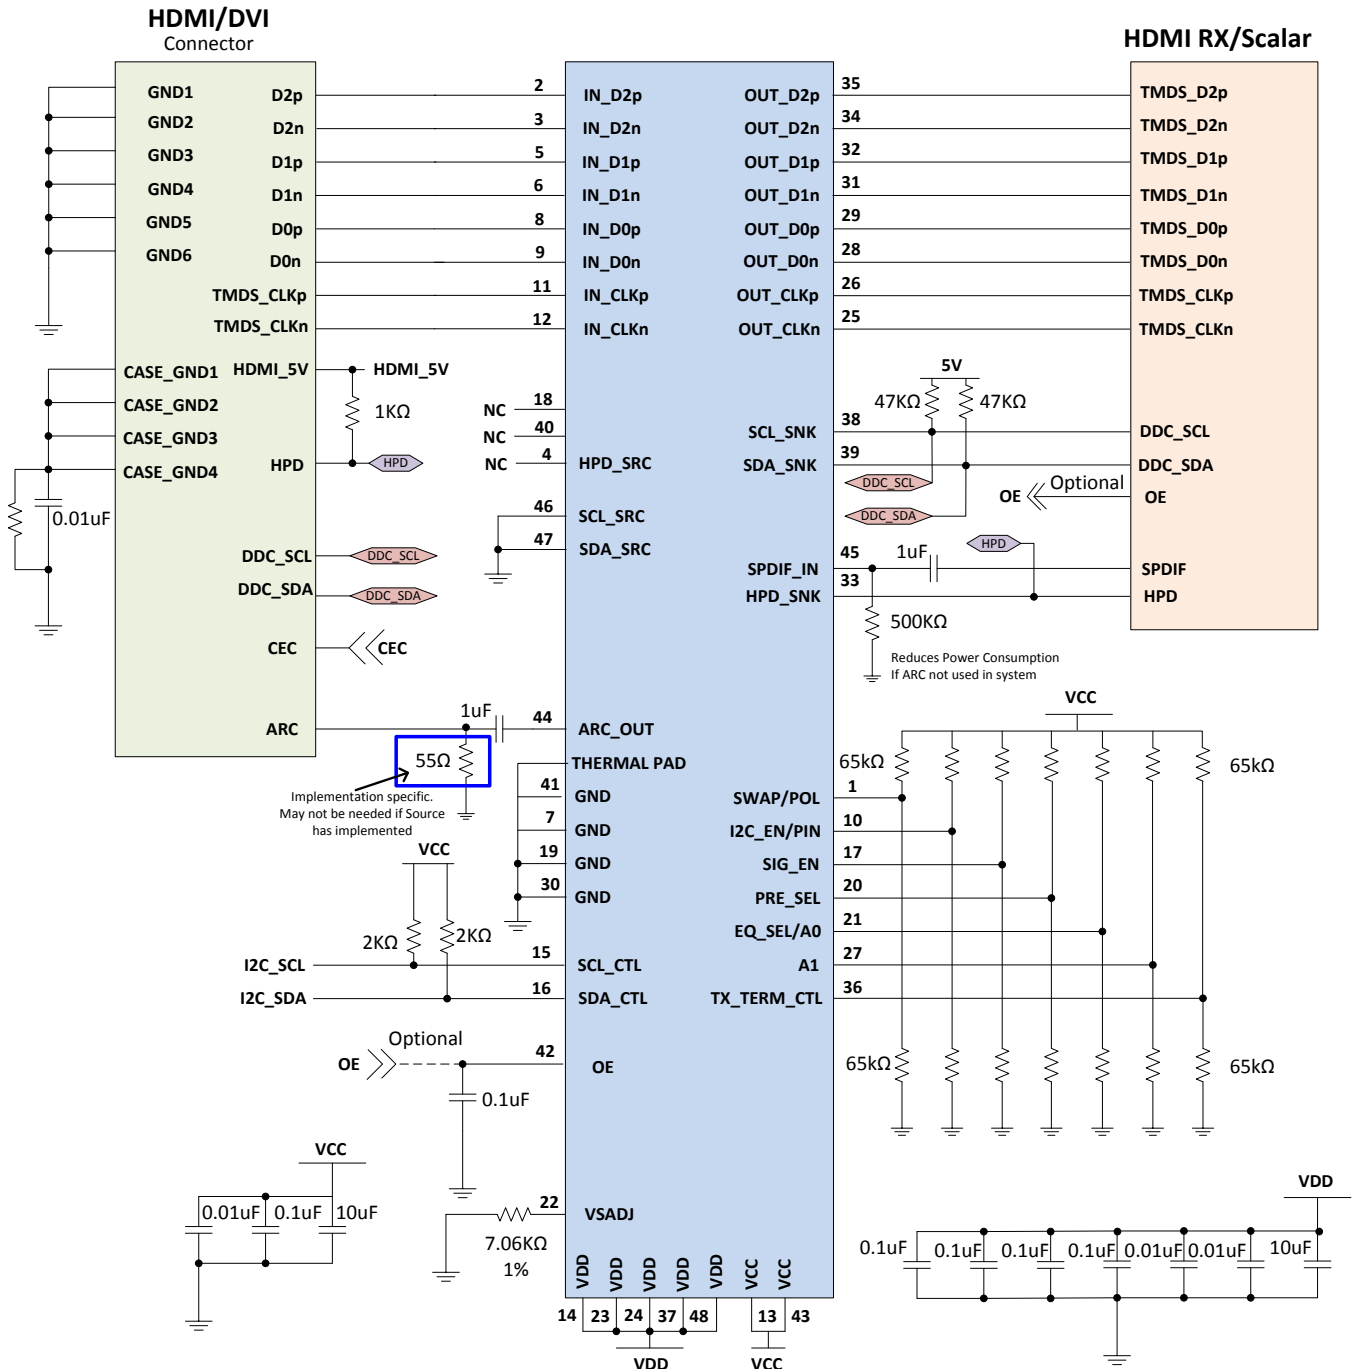 HDMI/DVI
Connector
HDMI RX/Scalar
GND1
GND2
GND3
GND4
GND5
GND6
CASE_GND1
CASE_GND2
CASE_GND3
CASE_GND4
0.01uF
D2p
D2n
D1p
D1n
D0p
D0n
TMDS_CLKp
TMDS_CLKn
HDMI_5V
HDMI_5V
1KΩ
HPD
HPD
DDC_SCL
DDC_SCL
DDC_SDA
DDC_SDA
CEC
CEC
ARC
1uF
55Ω
Implementation specific.
May not be needed if Source
has implemented
VCC
2KΩ
2KΩ
I2C_SCL
I2C_SDA
Optional
OE
0.1uF
VCC
0.01uF
0.1uF
10uF
7.06KΩ
1%
2
IN_D2p
3
IN_D2n
5
IN_D1p
6
IN_D1n
8
IN_D0p
9
IN_D0n
11
IN_CLKp
12
IN_CLKn
NC
18
NC
40
NC
4
HPD_SRC
46
SCL_SRC
47
SDA_SRC
44
ARC_OUT
THERMAL PAD
41
GND
7
GND
19
GND
30
GND
15
SCL_CTL
16
SDA_CTL
42
OE
22
VSADJ
VDD
VDD
VDD
VDD
VDD
VCC
VCC
14
23
24
37
48
13
43
VDD
VCC
OUT_D2p
35
OUT_D2n
34
OUT_D1p
32
OUT_D1n
31
OUT_D0p
29
OUT_D0n
28
OUT_CLKp
26
OUT_CLKn
25
SCL_SNK
38
SDA_SNK
39
SPDIF_IN
45
HPD_SNK
33
SWAP/POL
1
I2C_EN/PIN
10
SIG_EN
17
PRE_SEL
20
EQ_SEL/A0
21
A1
27
TX_TERM_CTL
36
5V
47KΩ
47KΩ
DDC_SCL
DDC_SDA
OE
Optional
HPD
1uF
500KΩ
Reduces Power Consumption
If ARC not used in system
TMDS_D2p
TMDS_D2n
TMDS_D1p
TMDS_D1n
TMDS_D0p
TMDS_D0n
TMDS_CLKp
TMDS_CLKn
DDC_SCL
DDC_SDA
OE
SPDIF
HPD
VCC
65kΩ
65kΩ
65kΩ
65kΩ
VDD
0.1uF
0.1uF
0.1uF
0.1uF
0.01uF
0.01uF
10uF